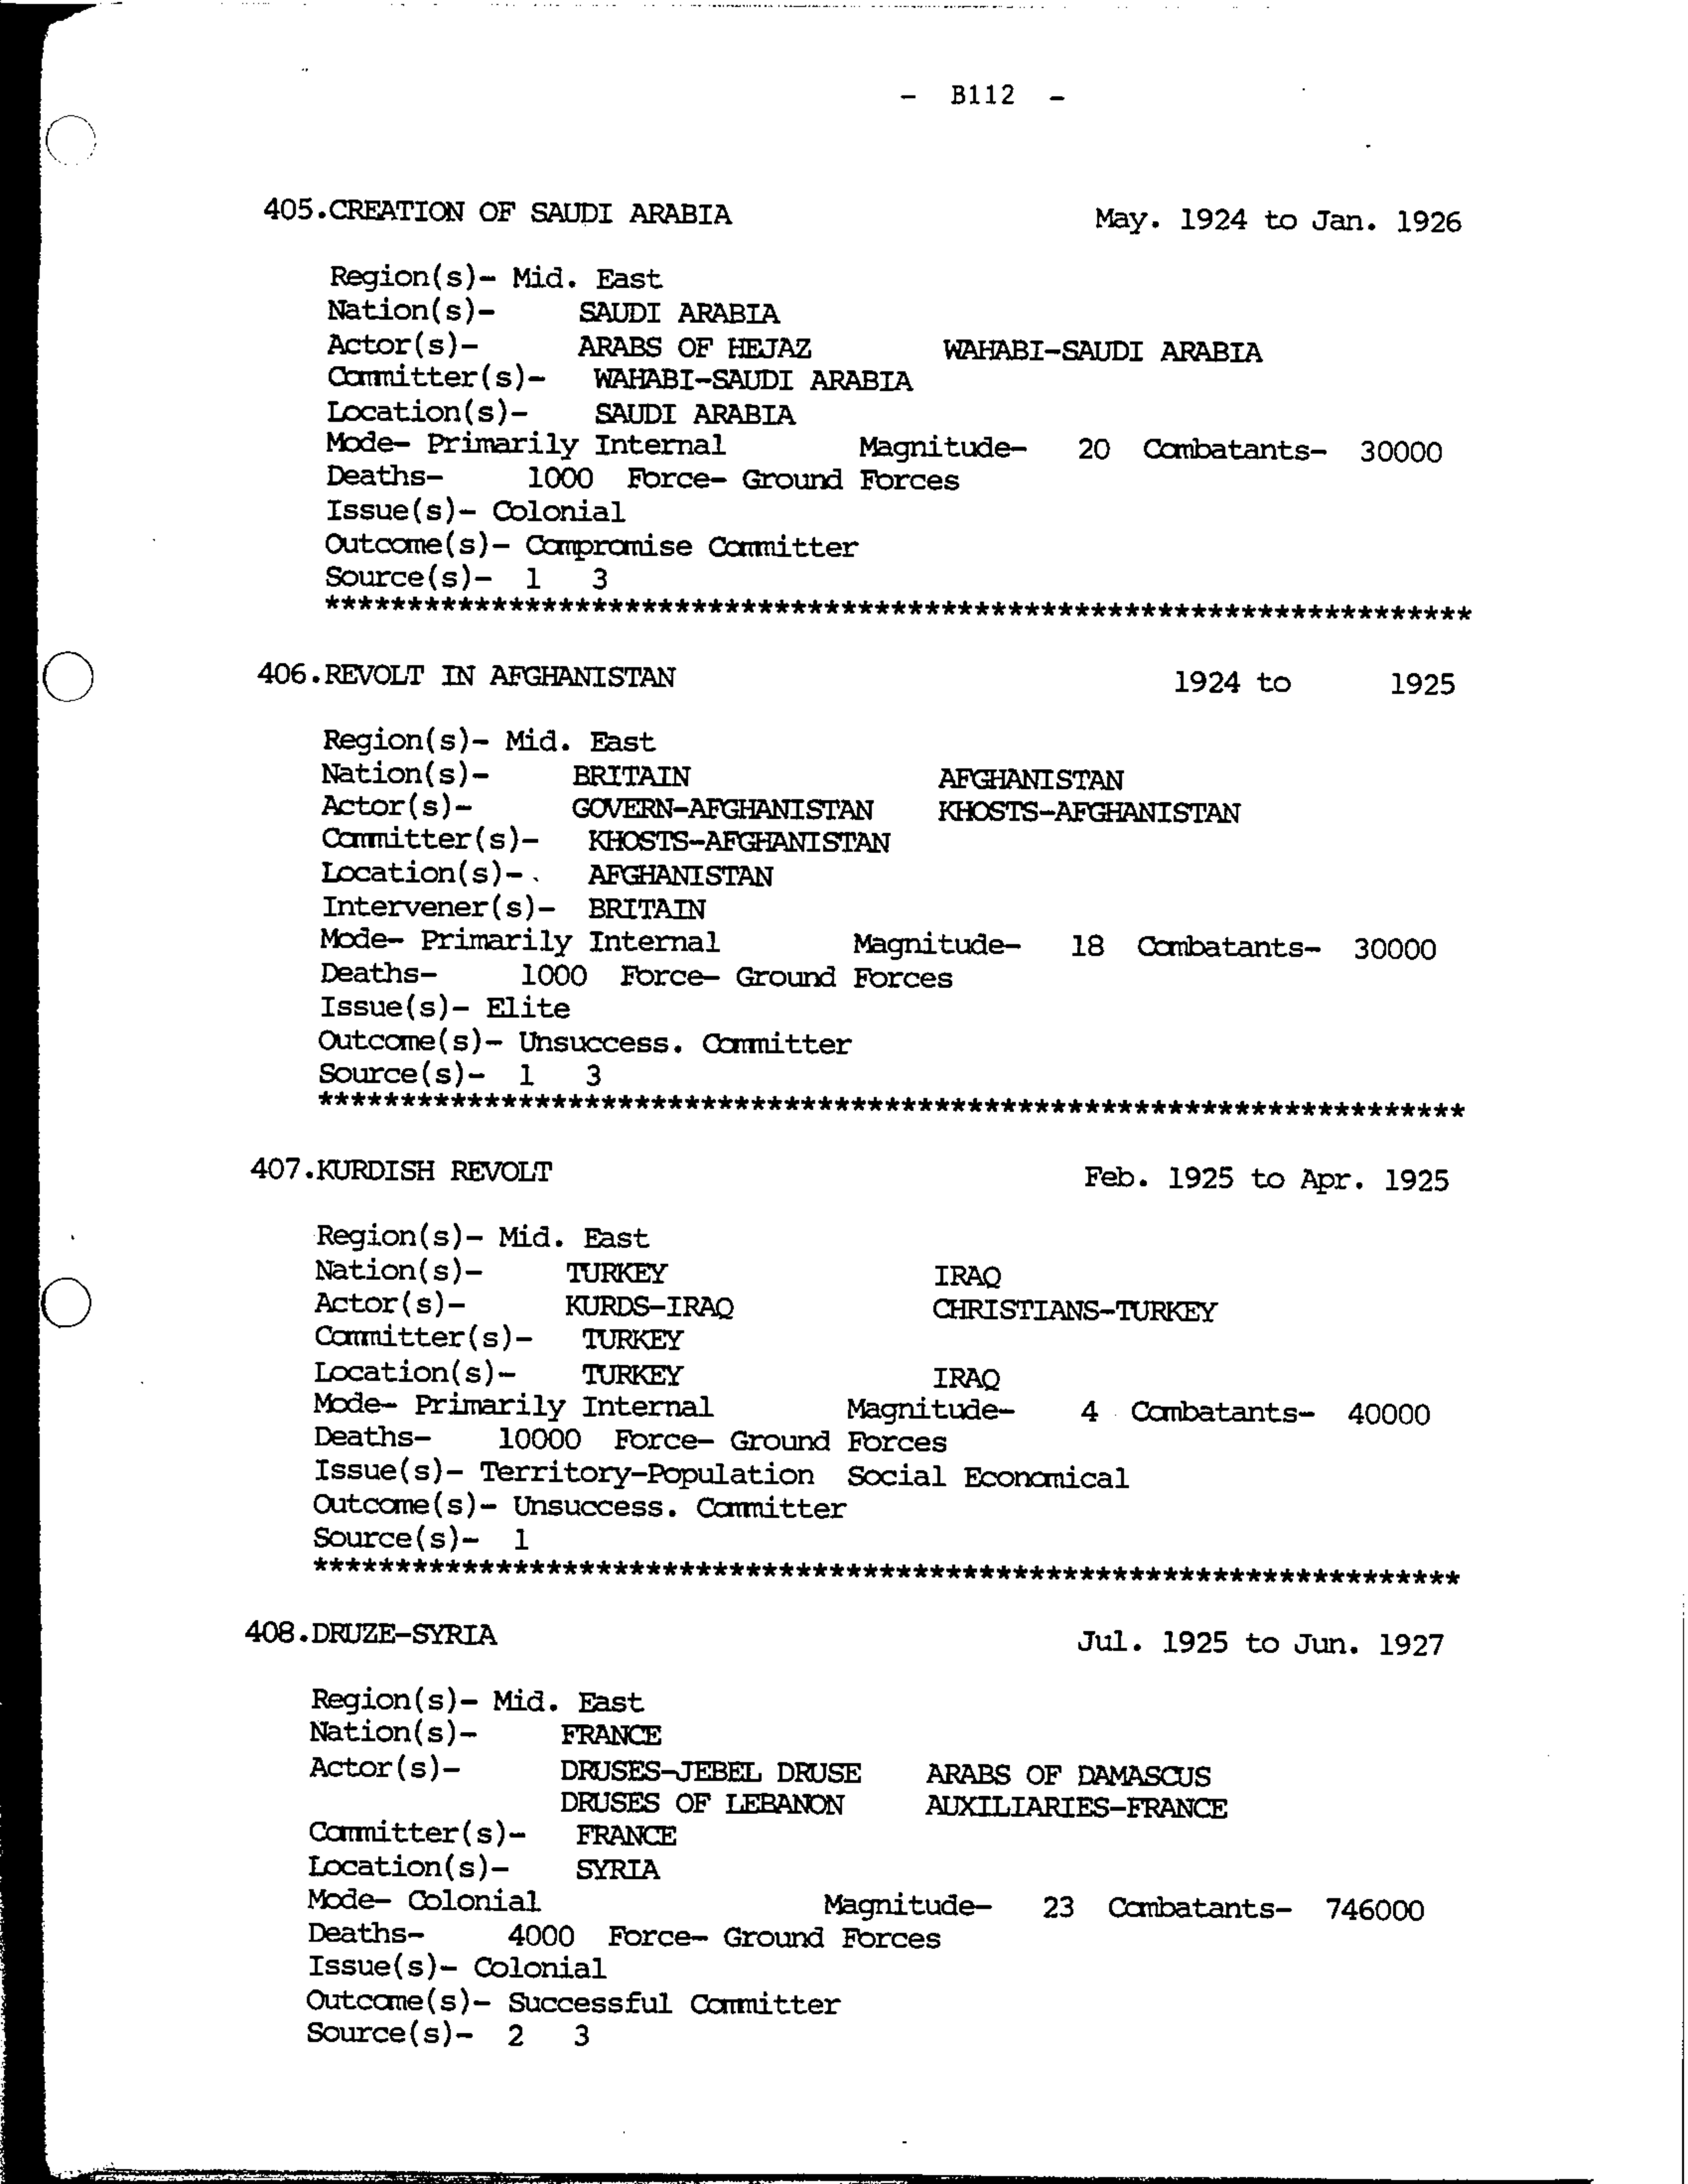 - B112 -
405.CREATION OF SAUDI ARABIA May. 1924 to Jan. 1926
Region(s)- Mid. East
Nation(s)- SAUDI ARABIA
Actor(s)- ARABS OF HEJAZ WAHABI-SAUDI ARABIA
Committer(s)- WAHABI-SAUDI ARABIA
Location(s)- SAUDI ARABIA
Mode- Primarily Internal Magnitude- 20 Combatants- 30000
Deaths- 1000 Force- Ground Forces
Issue(s)- Colonial
Outcome(s)- Compromise Committer
Source(s)- 1 3
*********************************************************************
406.REVOLT IN AFGHANISTAN 1924 to 1925
Region(s)- Mid. East
Nation(s)- BRITAIN AFGHANISTAN
Actor(s)- GOVERN-AFGHANISTAN KHOSTS-AFGHANISTAN
Committer(s)- KHOSTS-AFGHANISTAN
Location(s)- AFGHANISTAN
Intervener(s)- BRITAIN
Mode- Primarily Internal Magnitude- 18 Combatants- 30000
Deaths- 1000 Force- Ground Forces
Issue(s)- Elite
Outcome(s)- Unsuccess. Committer
Source(s)- 1 3
*********************************************************************
407.KURDISH REVOLT Feb. 1925 to Apr. 1925
Region(s)- Mid. East
Nation(s)- TURKEY IRAQ
Actor(s)- KURDS-IRAQ CHRISTIANS-TURKEY
Committer(s)- TURKEY
Location(s)- TURKEY IRAQ
Mode- Primarily Internal Magnitude- 4 Combatants- 40000
Deaths- 10000 Force- Ground Forces
Issue(s)- Territory-Population Social Economical
Outcome(s)- Unsuccess. Committer
Source(s)- 1
*********************************************************************
408.DRUZE-SYRIA Jul. 1925 to Jun. 1927
Region(s)- Mid. East
Nation(s)- FRANCE
Actor(s)- DRUSES-JEBEL DRUSE ARABS OF DAMASCUS
DRUSES OF LEBANON AUXILIARIES-FRANCE
Committer(s)- FRANCE
Location(s)- SYRIA
Mode- Colonial Magnitude- 23 Combatants- 746000
Deaths- 4000 Force- Ground Forces
Issue(s)- Colonial
Outcome(s)- Successful Committer
Source(s)- 2 3